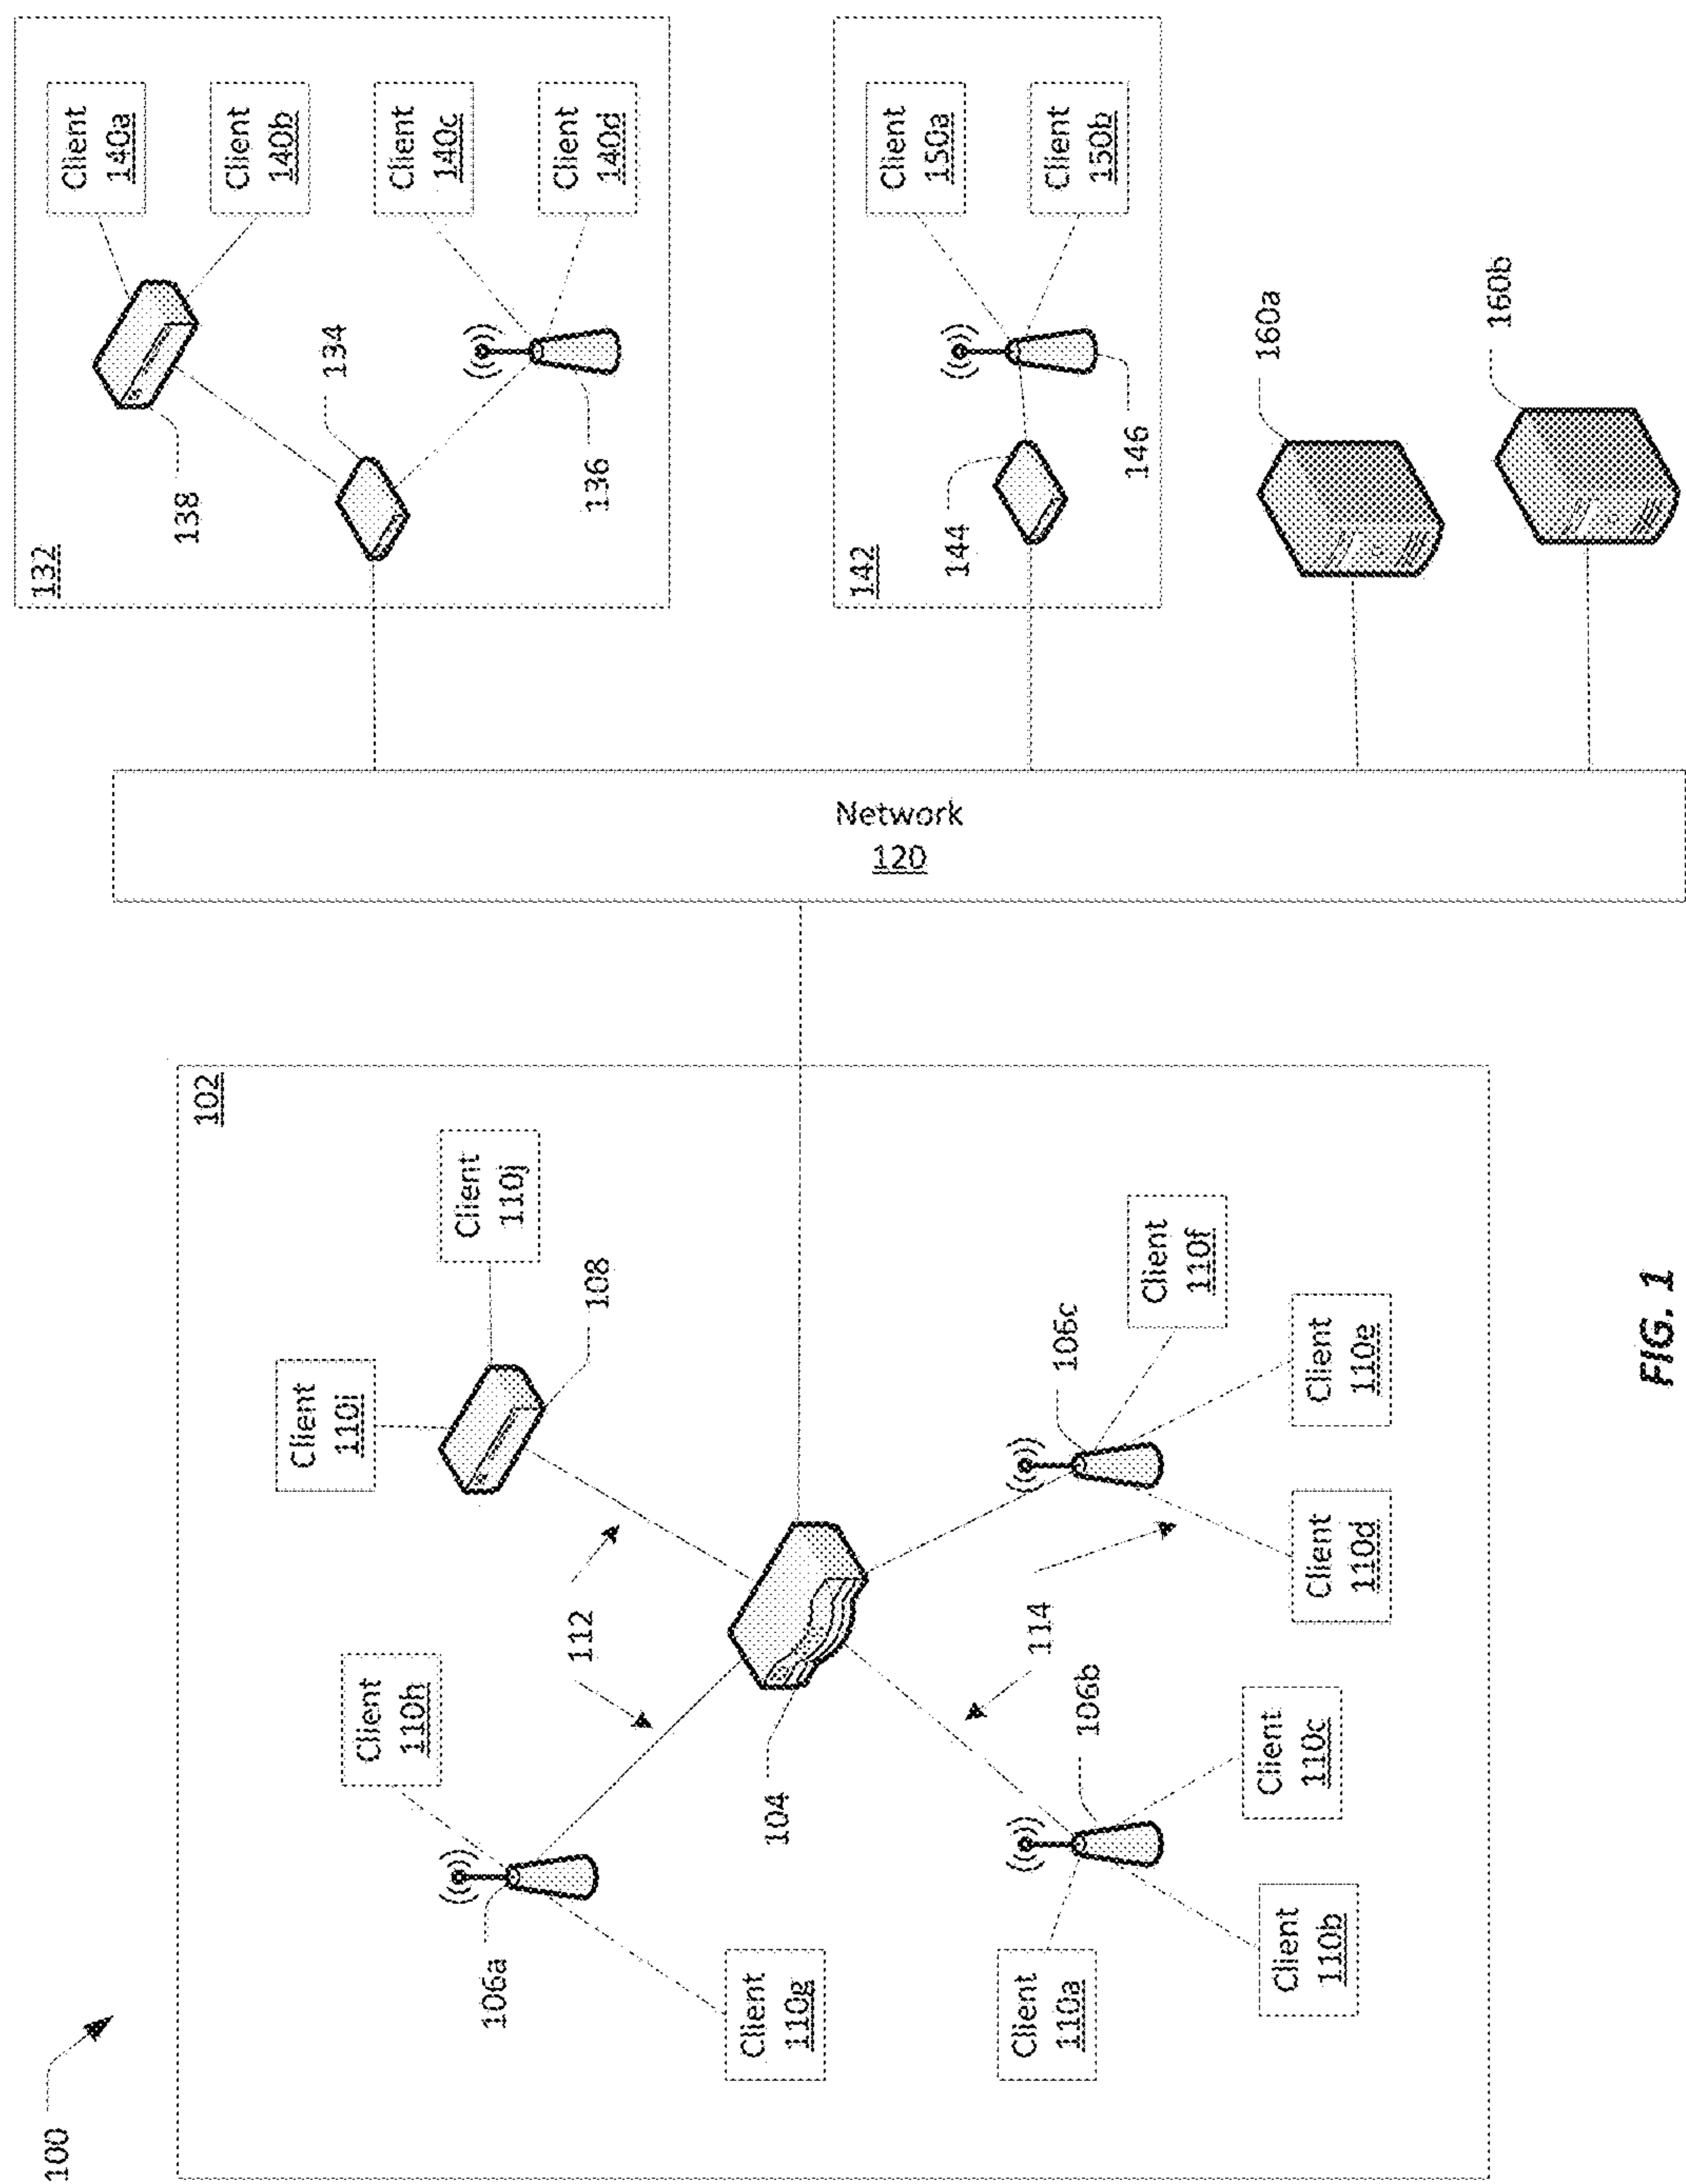 100
102
Client
110i
Client
110h
Client
110j
106a
112
108
Client
110g
104
Client
110a
106b
114
106c
Client
110f
Client
110b
Client
110c
Client
110d
Client
110e
Network
120
132
Client
140a
138
Client
140b
134
Client
140c
136
Client
140d
142
Client
150a
144
Client
150b
146
160a
160b
FIG. 1